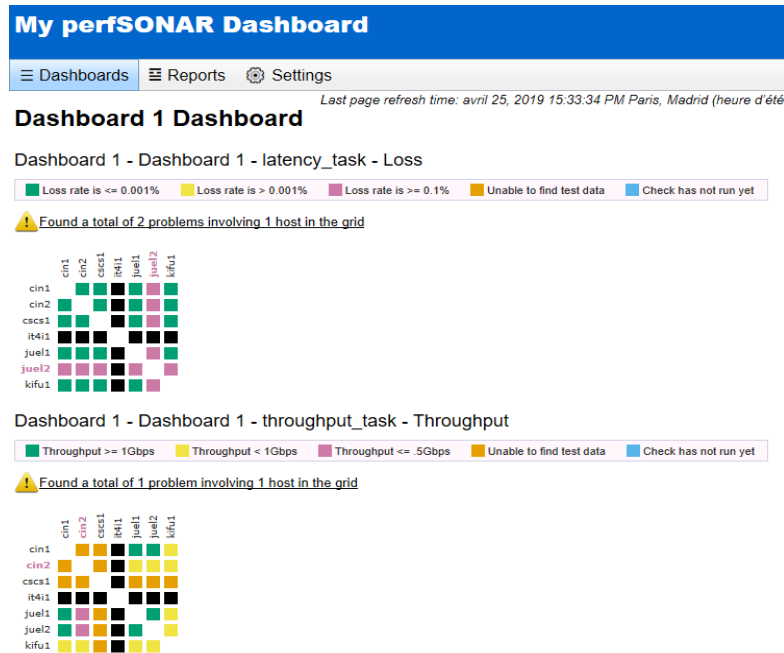 My perfSONAR Dashboard
Dashboards Reports Settings
Last page refresh time: avril 25, 2019 15:33:34 PM Paris, Madrid (heure d'été
Dashboard 1 Dashboard
Dashboard 1 - Dashboard 1 - latency_task - Loss
Loss rate is <= 0.001% Loss rate is > 0.001% Loss rate is >= 0.1% Unable to find test data Check has not run yet
Found a total of 2 problems involving 1 host in the grid
cin1 cin2 cscs1 it4i1 juel1 juel2 kifu1
cin1
cin2
cscs1
it4i1
juel1
juel2
kifu1
Dashboard 1 - Dashboard 1 - throughput_task - Throughput
Throughput >= 1Gbps Throughput < 1Gbps Throughput <= .5Gbps Unable to find test data Check has not run yet
Found a total of 1 problem involving 1 host in the grid
cin1 cin2 cscs1 it4i1 juel1 juel2 kifu1
cin1
cin2
cscs1
it4i1
juel1
juel2
kifu1